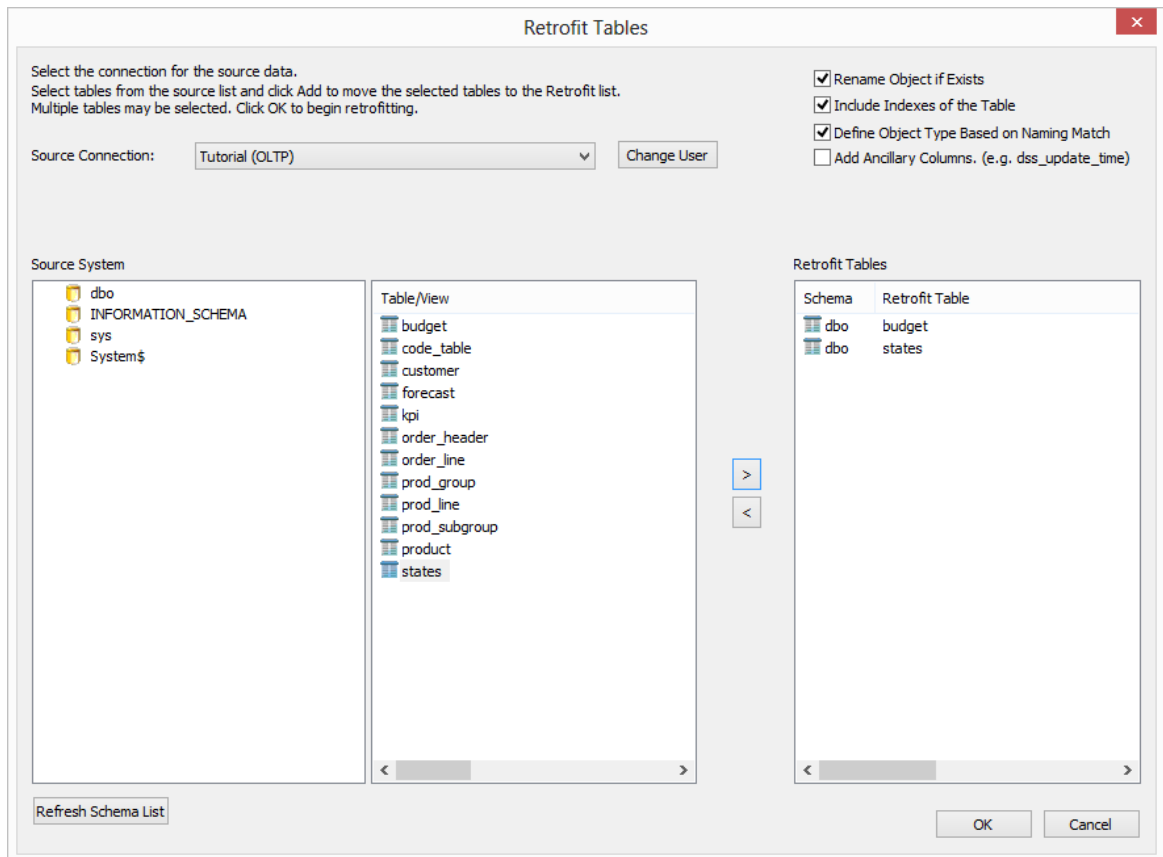 Retrofit Tables
Select the connection for the source data.
Select tables from the source list and click Add to move the selected tables to the Retrofit list.
Multiple tables may be selected. Click OK to begin retrofitting.
Rename Object if Exists
Include Indexes of the Table
Define Object Type Based on Naming Match
Add Ancillary Columns. (e.g. dss_update_time)
Source Connection:
Tutorial (OLTP)
Change User
Source System
dbo
INFORMATION_SCHEMA
sys
System$
Table/View
budget
code_table
customer
forecast
kpi
order_header
order_line
prod_group
prod_line
prod_subgroup
product
states
>
<
Retrofit Tables
Schema Retrofit Table
dbo budget
dbo states
Refresh Schema List
OK
Cancel